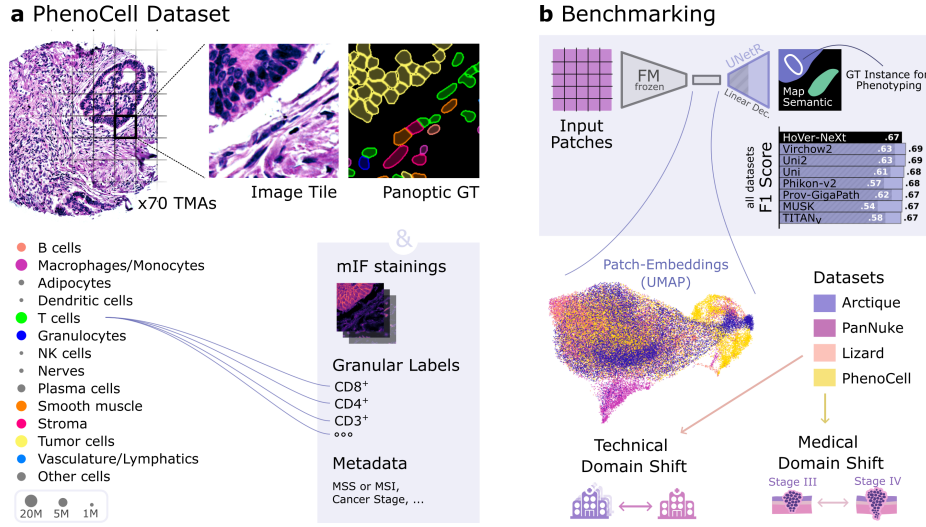 a PhenoCell Dataset
x70 TMAs
Image Tile
Panoptic GT
B cells
Macrophages/Monocytes
Adipocytes
Dendritic cells
T cells
Granulocytes
NK cells
Nerves
Plasma cells
Smooth muscle
Stroma
Tumor cells
Vasculature/Lymphatics
Other cells
20M 5M 1M
&
mIF stainings
Granular Labels
CD8+
CD4+
CD3+
Metadata
MSS or MSI,
Cancer Stage, ...
b Benchmarking
Input
Patches
FM
frozen
UNetR
Linear Dec.
Map
Semantic
GT Instance for
Phenotyping
all datasets
F1 Score
HoVer-NeXt .67
Virchow2 .63 .69
Uni2 .63 .69
Uni .61 .68
Phikon-v2 .57 .68
Prov-GigaPath .62 .67
MUSK .54 .67
TITANv .58 .67
Patch-Embeddings
(UMAP)
Datasets
Arctique
PanNuke
Lizard
PhenoCell
Technical
Domain Shift
Medical
Domain Shift
Stage III Stage IV